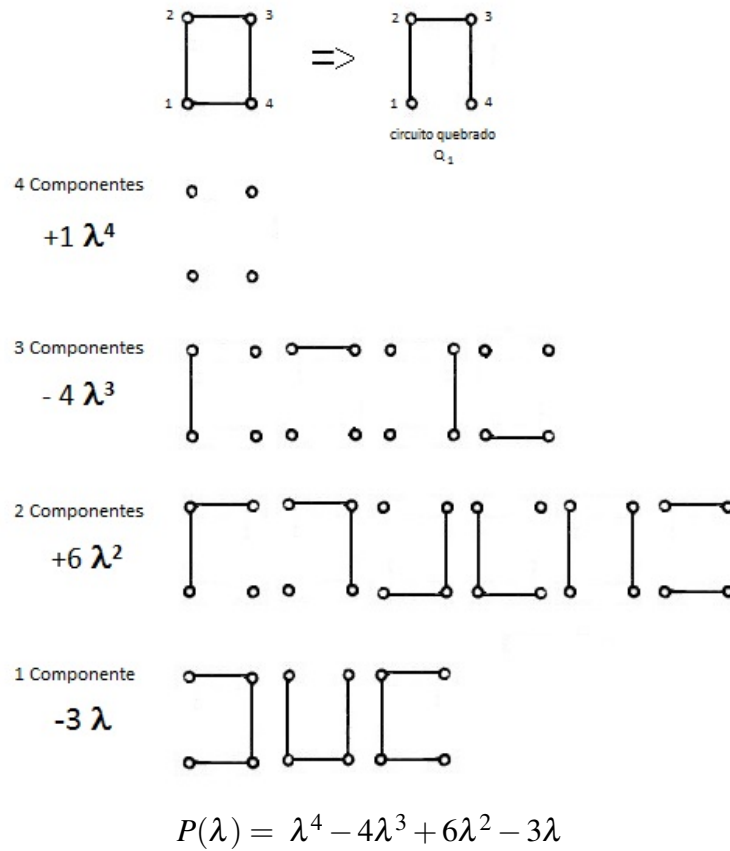 2 3 2 3
=>
1 4 1 4
circuito quebrado
Q₁
4 Componentes
+1 λ⁴
3 Componentes
- 4 λ³
2 Componentes
+6 λ²
1 Componente
-3 λ
P(λ) = λ⁴ − 4λ³ + 6λ² − 3λ